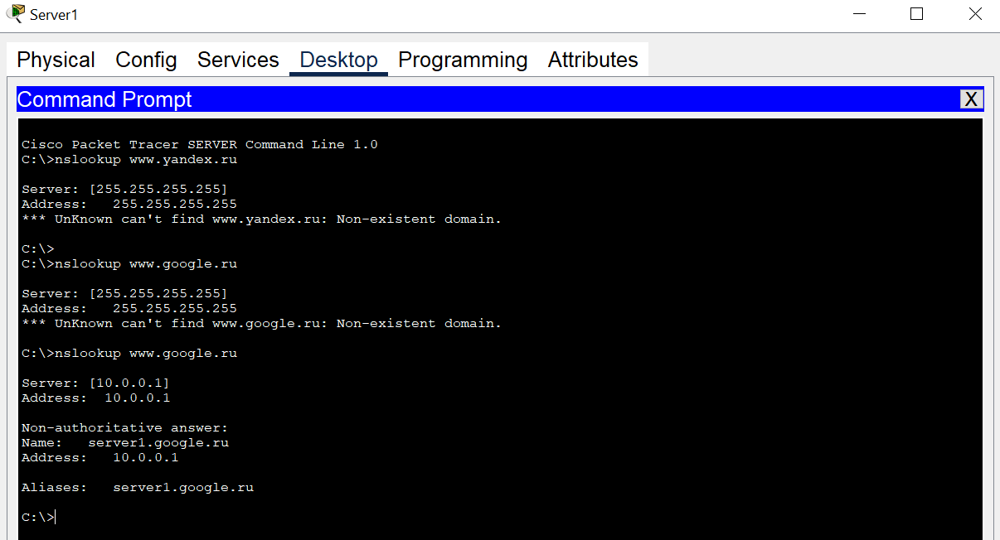 Server1
Physical Config Services Desktop Programming Attributes
Command Prompt X
Cisco Packet Tracer SERVER Command Line 1.0
C:\>nslookup www.yandex.ru
Server: [255.255.255.255]
Address: 255.255.255.255
*** UnKnown can't find www.yandex.ru: Non-existent domain.
C:\>
C:\>nslookup www.google.ru
Server: [255.255.255.255]
Address: 255.255.255.255
*** UnKnown can't find www.google.ru: Non-existent domain.
C:\>nslookup www.google.ru
Server: [10.0.0.1]
Address: 10.0.0.1
Non-authoritative answer:
Name: server1.google.ru
Address: 10.0.0.1
Aliases: server1.google.ru
C:\>